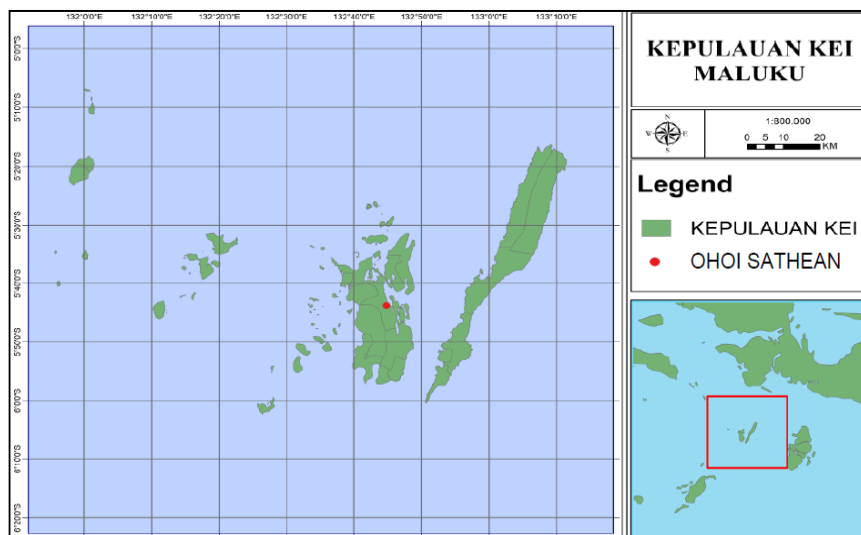 132°0'0"E 132°10'0"E 132°20'0"E 132°30'0"E 132°40'0"E 132°50'0"E 133°0'0"E 133°10'0"E
5°0'0"S
5°10'0"S
5°20'0"S
5°30'0"S
5°40'0"S
5°50'0"S
6°00'0"S
6°10'0"S
6°20'0"S
KEPULAUAN KEI
MALUKU
N
W E
S
1:800.000
0 5 10 20
KM
Legend
KEPULAUAN KEI
OHOI SATHEAN